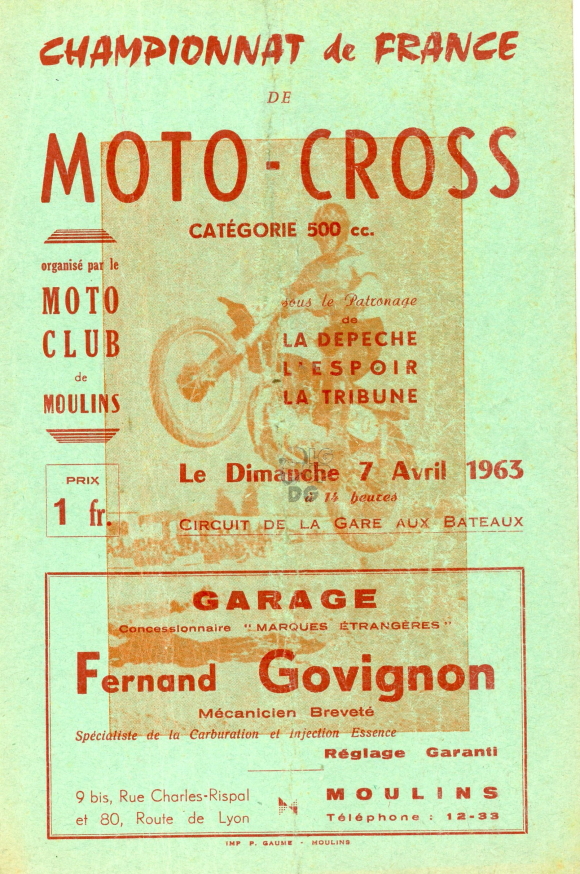 CHAMPIONNAT de FRANCE
DE
MOTO-CROSS
CATÉGORIE 500 cc.
organisé par le
MOTO
CLUB
de
MOULINS
sous le Patronage
de
LA DEPECHE
L'ESPOIR
LA TRIBUNE
PRIX
1 fr.
Le Dimanche 7 Avril 1963
à 14 heures
CIRCUIT DE LA GARE AUX BATEAUX
GARAGE
Concessionnaire "MARQUES ÉTRANGÈRES"
Fernand Govignon
Mécanicien Breveté
Spécialiste de la Carburation et injection Essence
Réglage Garanti
9 bis, Rue Charles-Rispal
et 80, Route de Lyon
MOULINS
Téléphone : 12-33
IMP P. GAUME - MOULINS